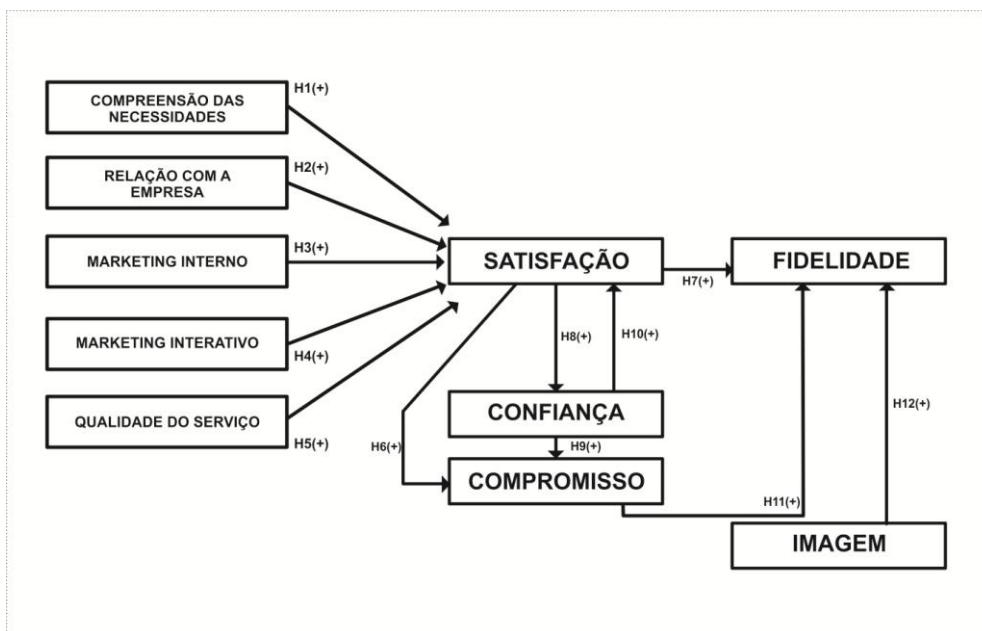 H1(+)
COMPREENSÃO DAS
NECESSIDADES
H2(+)
RELAÇÃO COM A
EMPRESA
H3(+)
MARKETING INTERNO
SATISFAÇÃO
FIDELIDADE
H7(+)
MARKETING INTERATIVO
H4(+)
H8(+)
H10(+)
QUALIDADE DO SERVIÇO
H5(+)
H6(+)
CONFIANÇA
H9(+)
COMPROMISSO
H12(+)
H11(+)
IMAGEM